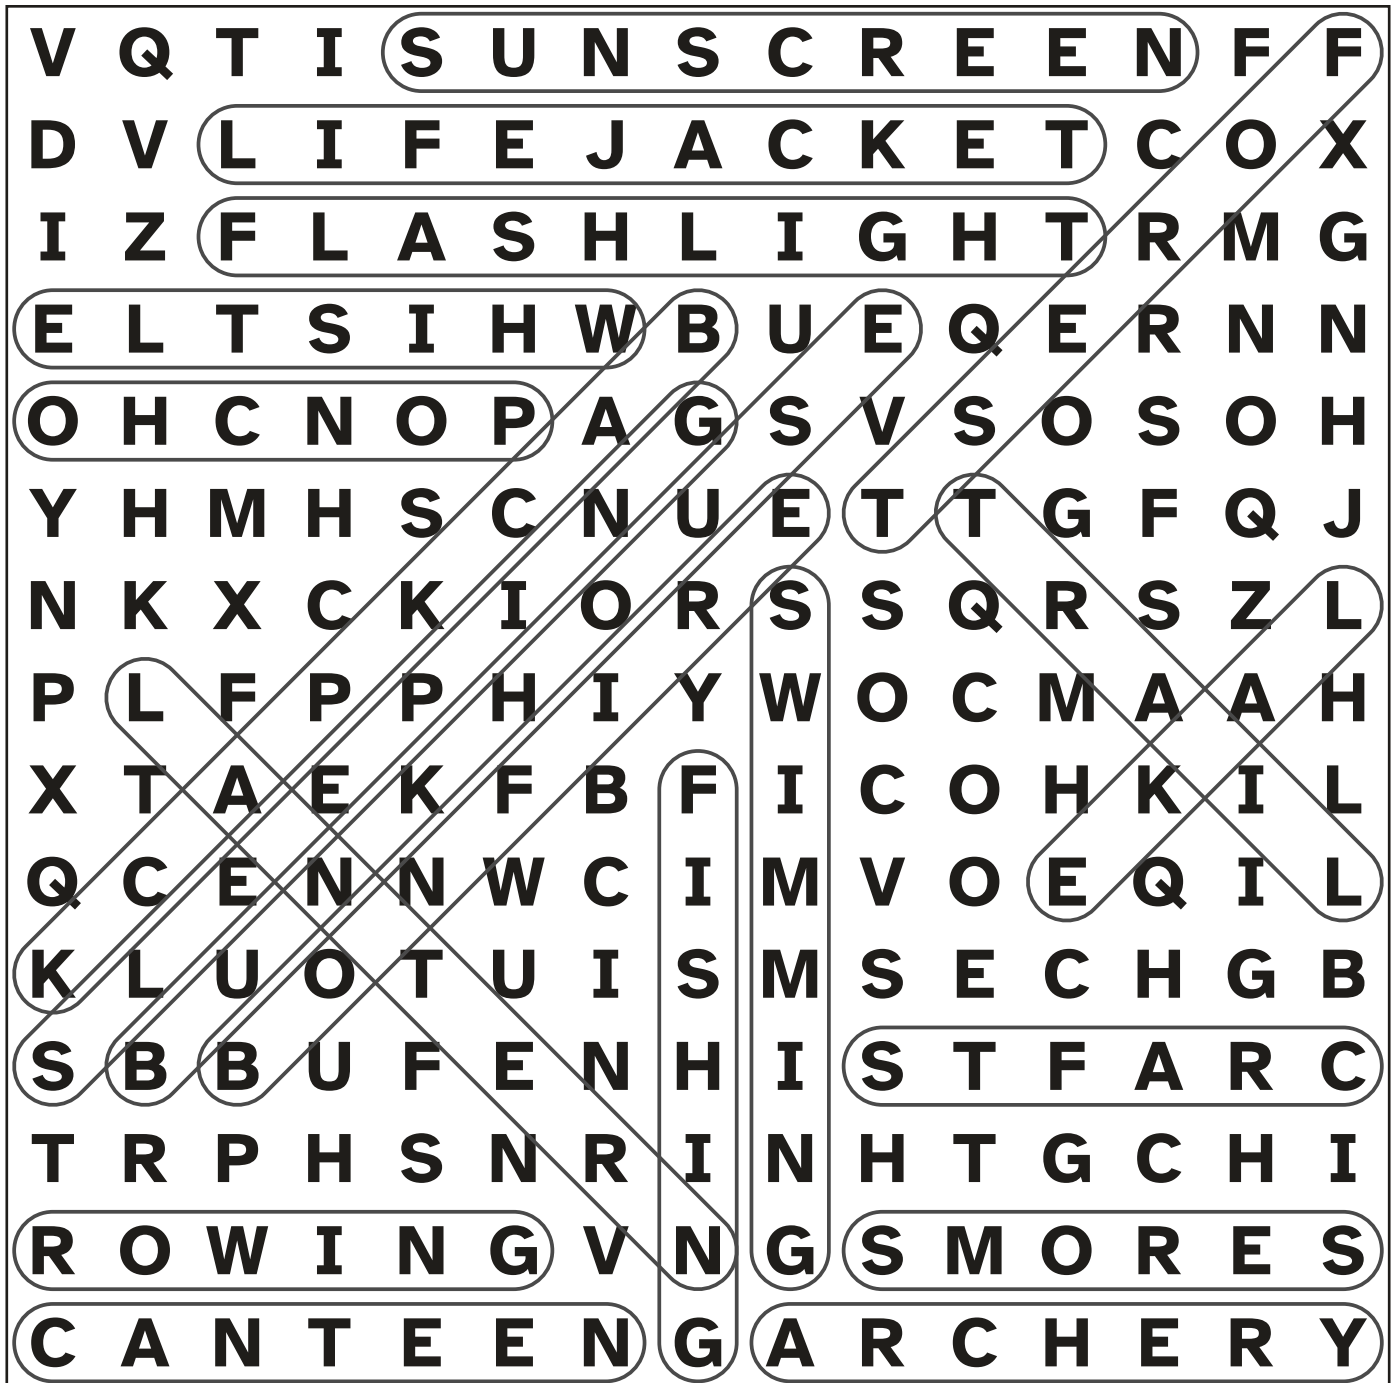 V Q T I S U N S C R E E N F F
D V L I F E J A C K E T C O X
I Z F L A S H L I G H T R M G
E L T S I H W B U E Q E R N N
O H C N O P A G S V S O S O H
Y H M H S C N U E T T G F Q J
N K X C K I O R S S Q R S Z L
P L F P P H I Y W O C M A A H
X T A E K F B F I C O H K I L
Q C E N N W C I M V O E Q I L
K L U O T U I S M S E C H G B
S B B U F E N H I S T F A R C
T R P H S N R I N H T G C H I
R O W I N G V N G S M O R E S
C A N T E E N G A R C H E R Y